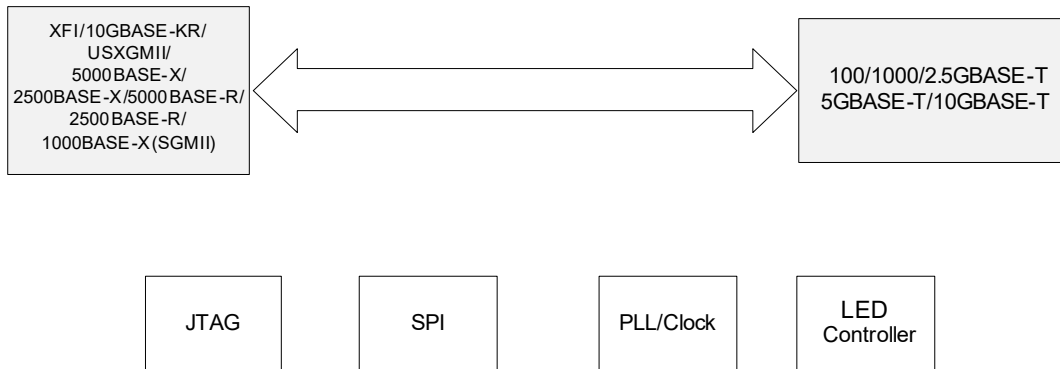 XFI/10GBASE-KR/
USXGMII/
5000BASE-X/
2500BASE-X/5000BASE-R/
2500BASE-R/
1000BASE-X(SGMII)
100/1000/2.5GBASE-T
5GBASE-T/10GBASE-T
JTAG
SPI
PLL/Clock
LED
Controller